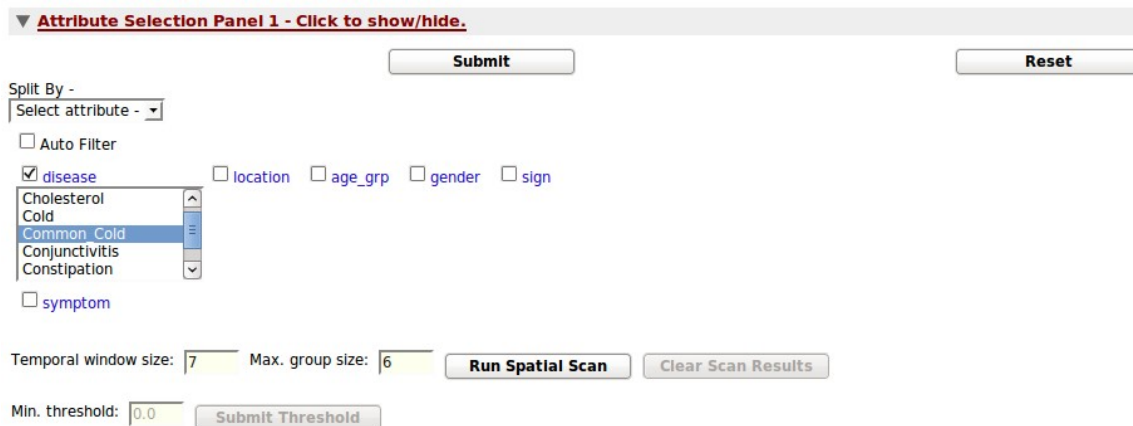 ▼ Attribute Selection Panel 1 - Click to show/hide.
Submit Reset
Split By -
Select attribute -
Auto Filter
disease location age_grp gender sign
Cholesterol
Cold
Common_Cold
Conjunctivitis
Constipation
symptom
Temporal window size: 7 Max. group size: 6 Run Spatial Scan Clear Scan Results
Min. threshold: 0.0 Submit Threshold